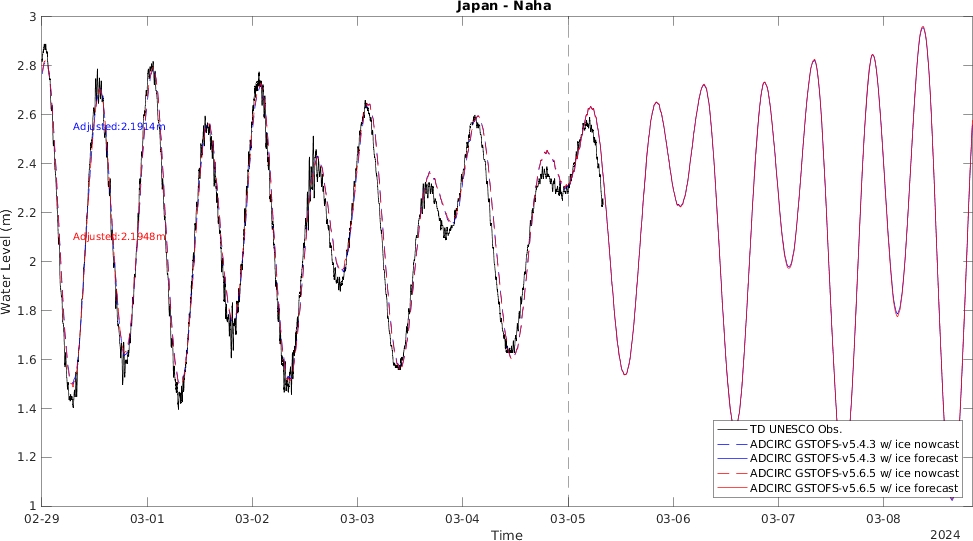 Japan - Naha
3
2.8
2.6
2.4
2.2
2
1.8
1.6
1.4
1.2
1
Water Level (m)
Adjusted:2.1914m
Adjusted:2.1948m
TD UNESCO Obs.
ADCIRC GSTOFS-v5.4.3 w/ ice nowcast
ADCIRC GSTOFS-v5.4.3 w/ ice forecast
ADCIRC GSTOFS-v5.6.5 w/ ice nowcast
ADCIRC GSTOFS-v5.6.5 w/ ice forecast
02-29 03-01 03-02 03-03 03-04 03-05 03-06 03-07 03-08
Time
2024